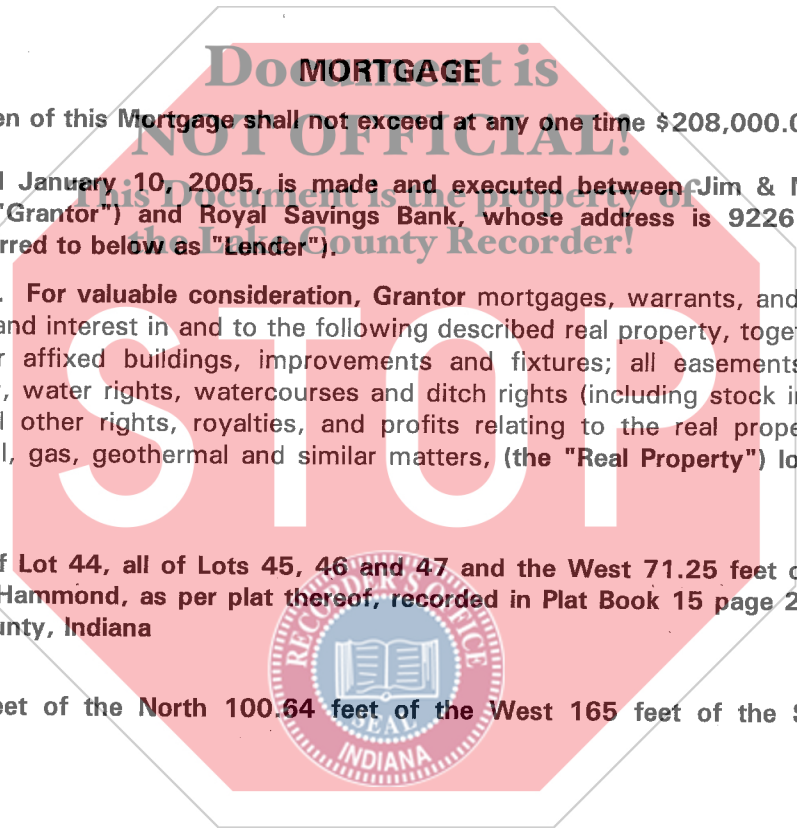 Document is
MORTGAGE
NOT OFFICIAL!
en of this Mortgage shall not exceed at any one time $208,000.0
This Document is the property of
the Lake County Recorder!
January 10, 2005, is made and executed between Jim & 
"Grantor") and Royal Savings Bank, whose address is 9226
rred to below as "Lender").
. For valuable consideration, Grantor mortgages, warrants, and
and interest in and to the following described real property, toge
r affixed buildings, improvements and fixtures; all easements
, water rights, watercourses and ditch rights (including stock i
l other rights, royalties, and profits relating to the real prope
l, gas, geothermal and similar matters, (the "Real Property") lo
STOP
f Lot 44, all of Lots 45, 46 and 47 and the West 71.25 feet o
Hammond, as per plat thereof, recorded in Plat Book 15 page 2
unty, Indiana
eet of the North 100.64 feet of the West 165 feet of the S
RECORDER'S OFFICE
SEAL
INDIANA